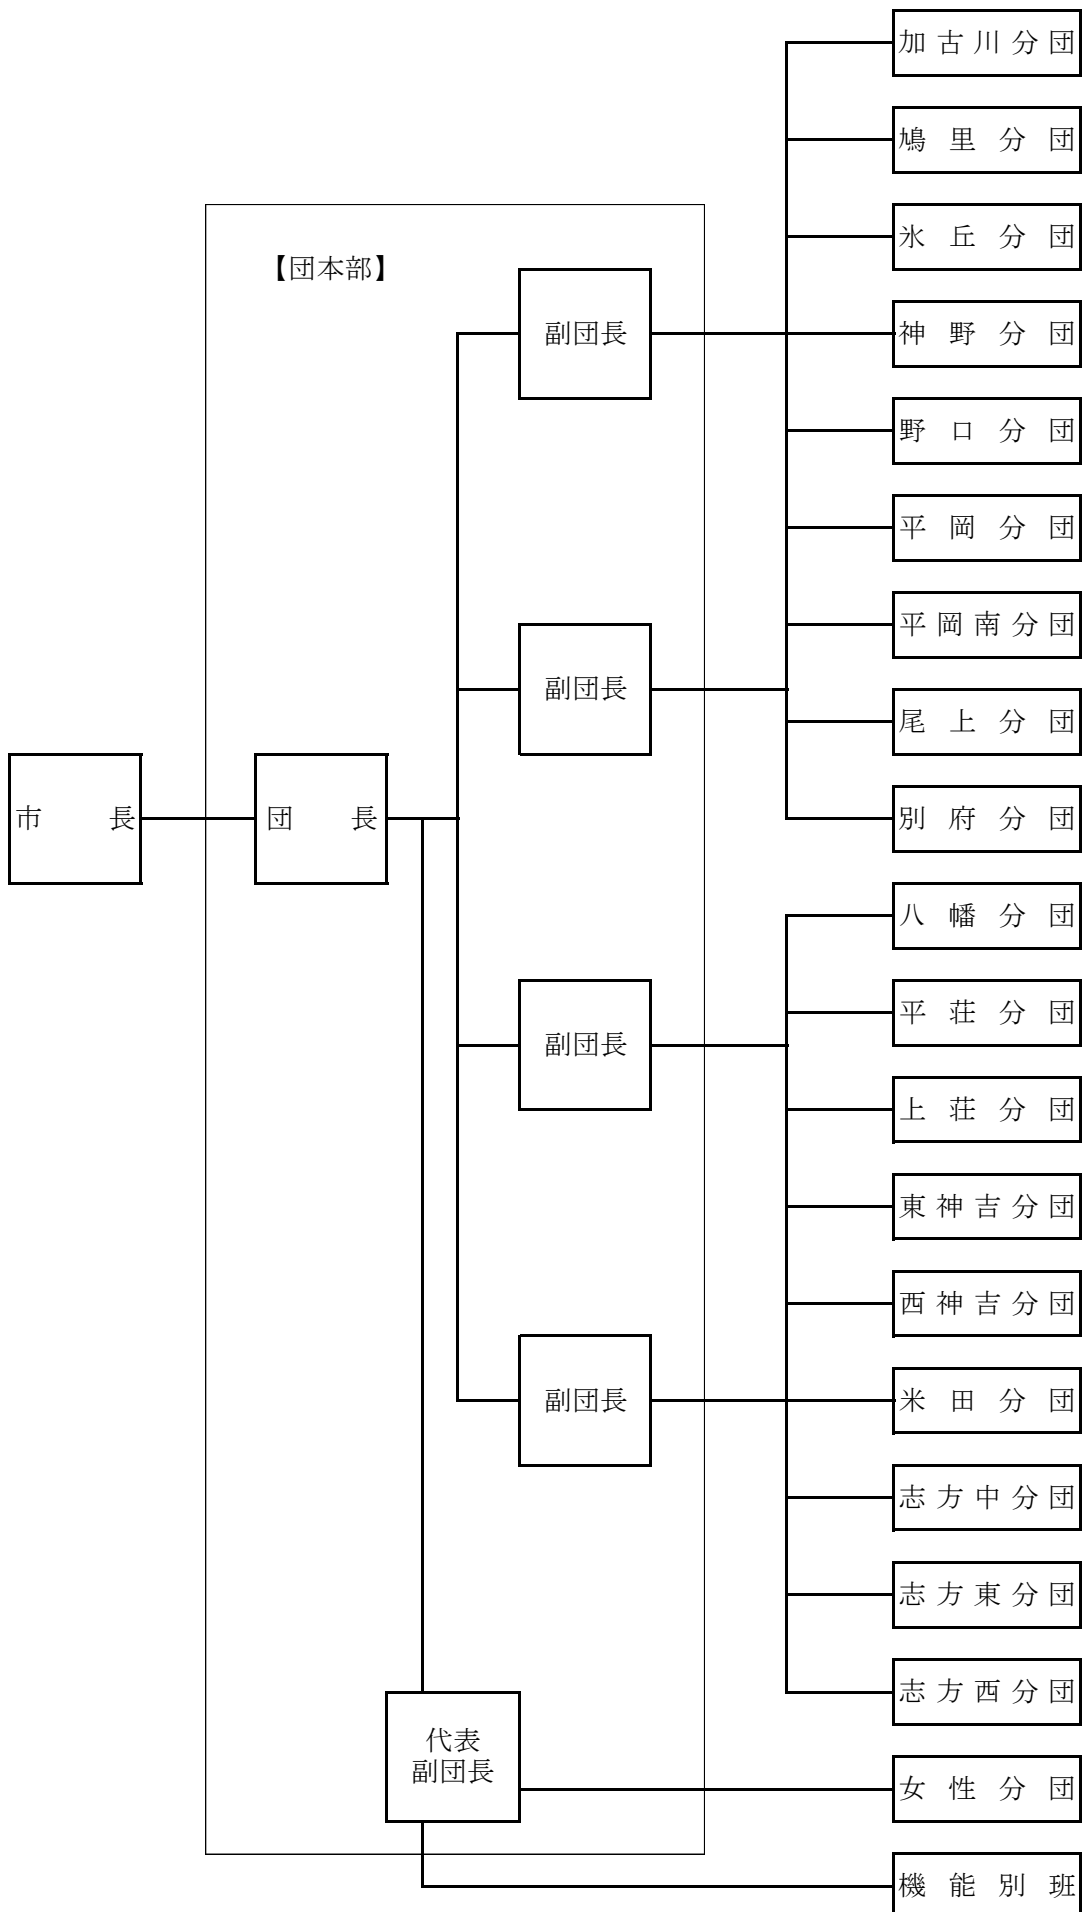 加古川分団
鳩里分団
氷丘分団
【団本部】
副団長
神野分団
野口分団
平岡分団
平岡南分団
副団長
尾上分団
市長
団長
別府分団
八幡分団
平荘分団
副団長
上荘分団
東神吉分団
西神吉分団
副団長
米田分団
志方中分団
志方東分団
志方西分団
代表
副団長
女性分団
機能別班